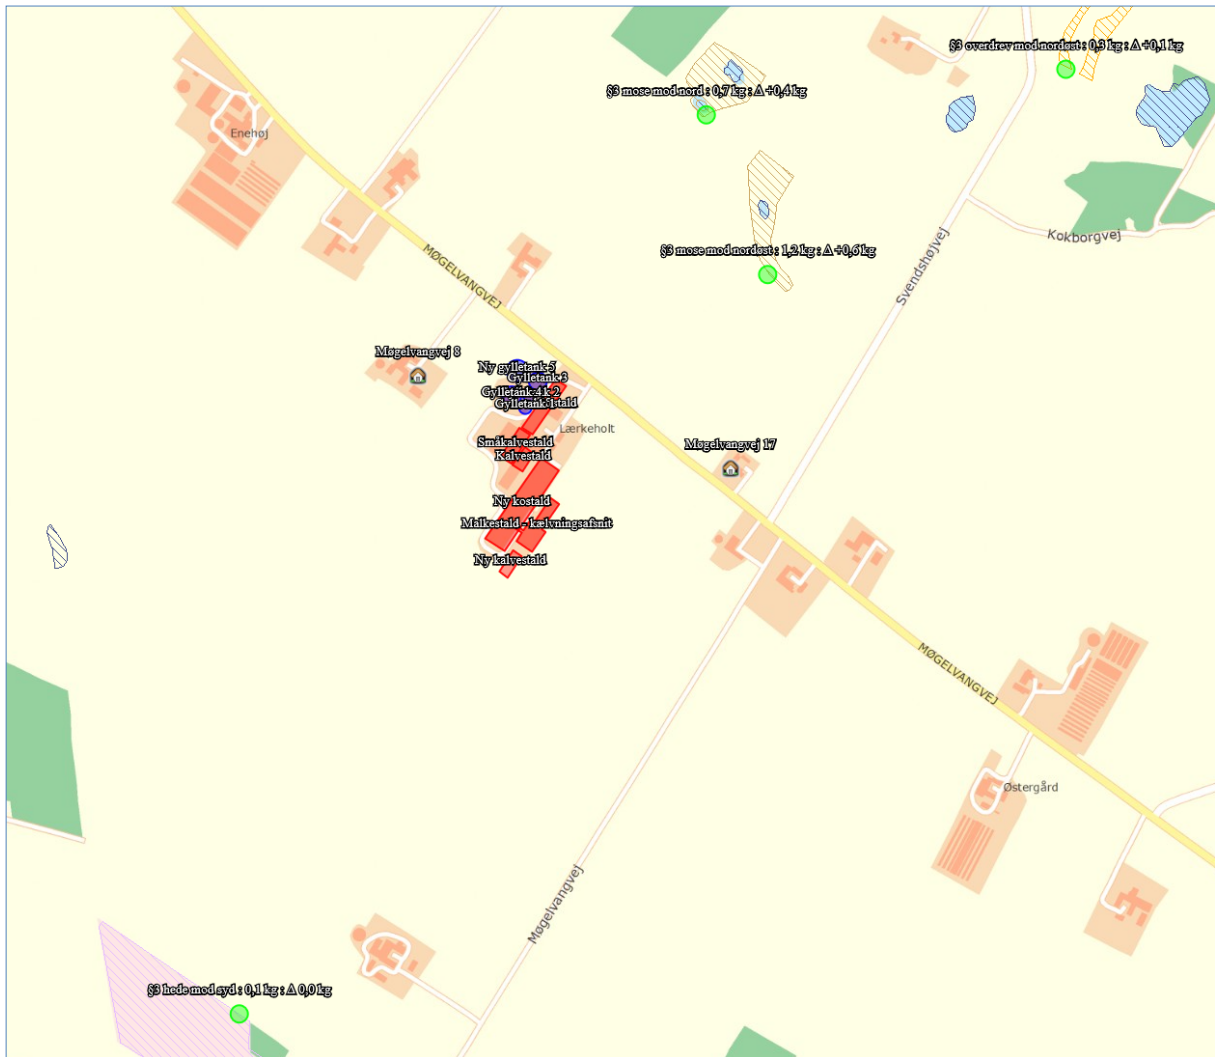 §3 overdrev mod nordøst : 0,3 kg : Δ +0,1 kg
§3 mose mod nord : 0,7 kg : Δ +0,4 kg
Enehøj
Kokborgvej
§3 mose mod nordøst : 1,2 kg : Δ +0,6 kg
Svendshøjvej
MØGELVANGVEJ
Møgelvangvej 8
Ny gylletank 5
Gylletank 3
Gylletank 4
Gylletank 1
Lærkeholt
Småkalvestald
Møgelvangvej 17
Kalvestald
Ny kostald
Malkestald - kælvningsafsnit
Ny kalvestald
MØGELVANGVEJ
Østergård
Møgelvangvej
§3 hede mod syd : 0,1 kg : Δ 0,0 kg